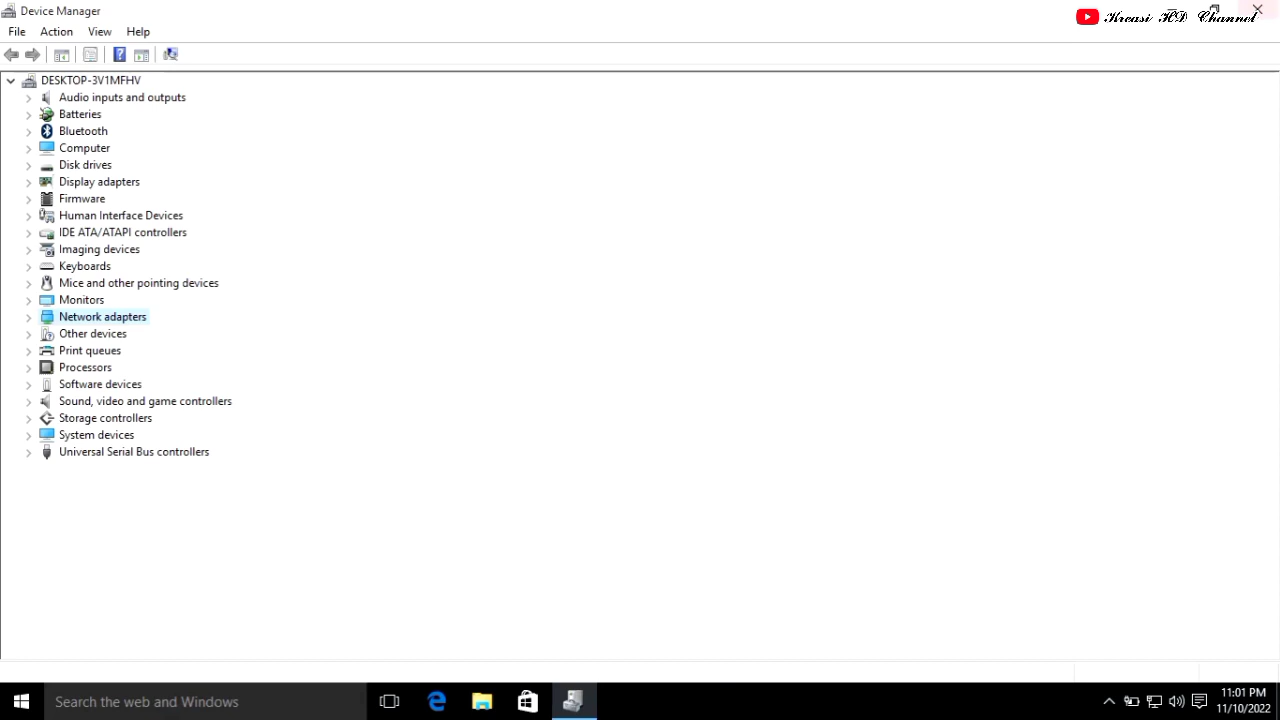 Device Manager
Kreasi HD Channel
File Action View Help
DESKTOP-3V1MFHV
Audio inputs and outputs
Batteries
Bluetooth
Computer
Disk drives
Display adapters
Firmware
Human Interface Devices
IDE ATA/ATAPI controllers
Imaging devices
Keyboards
Mice and other pointing devices
Monitors
Network adapters
Other devices
Print queues
Processors
Software devices
Sound, video and game controllers
Storage controllers
System devices
Universal Serial Bus controllers
Search the web and Windows
11:01 PM
11/10/2022